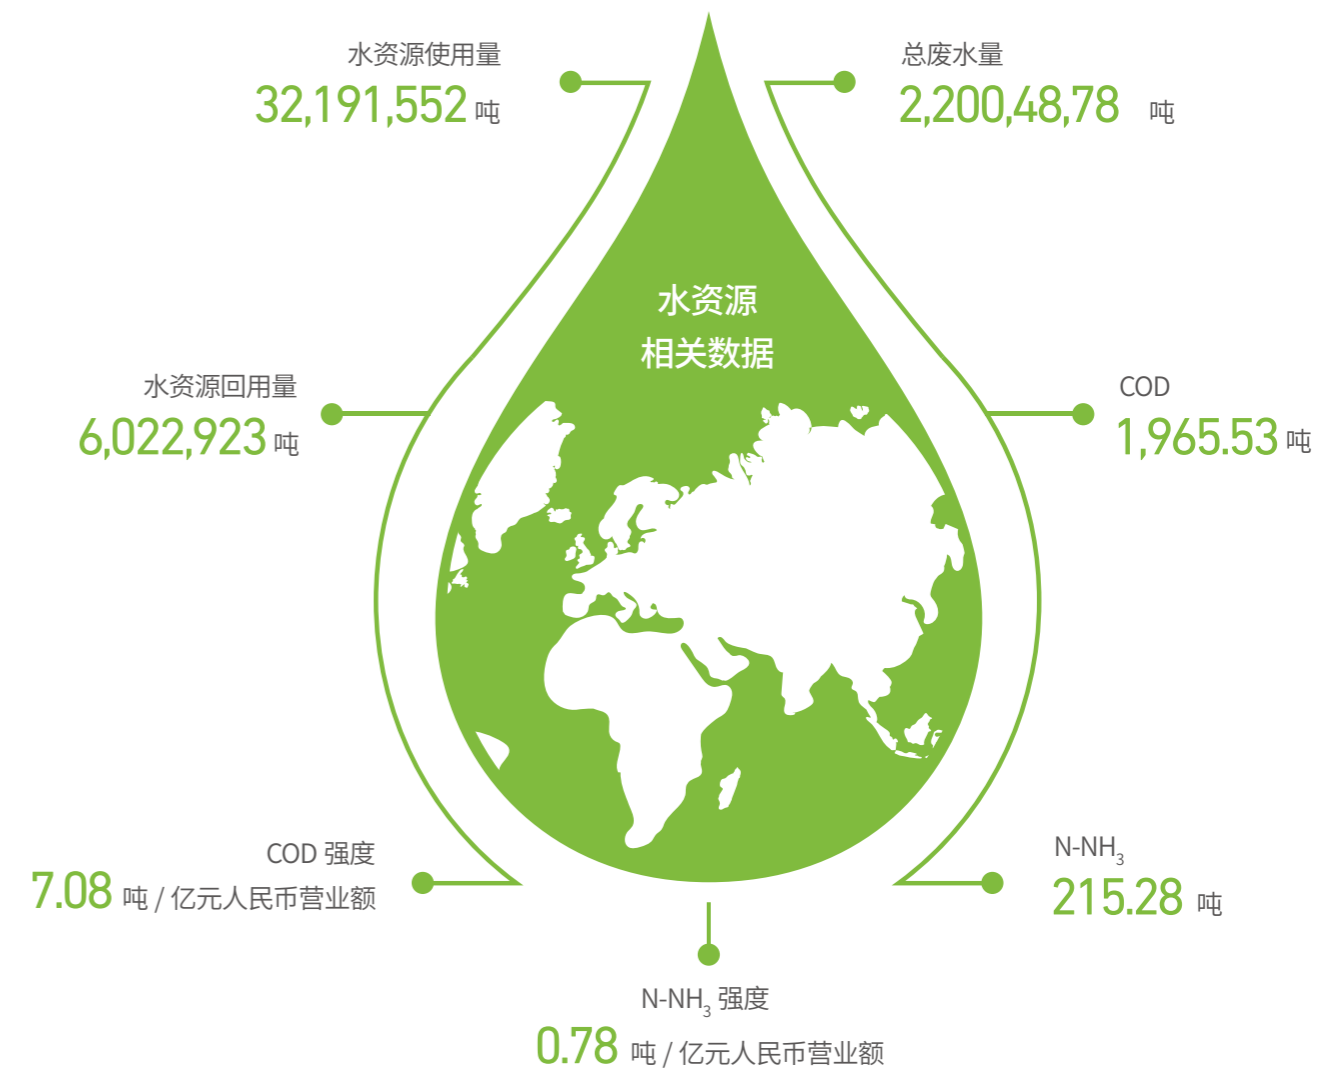 水资源使用量
32,191,552 吨
总废水量
2,200,48,78 吨
水资源
相关数据
水资源回用量
6,022,923 吨
COD
1,965.53 吨
COD 强度
7.08 吨 / 亿元人民币营业额
N-NH₃
215.28 吨
N-NH₃ 强度
0.78 吨 / 亿元人民币营业额